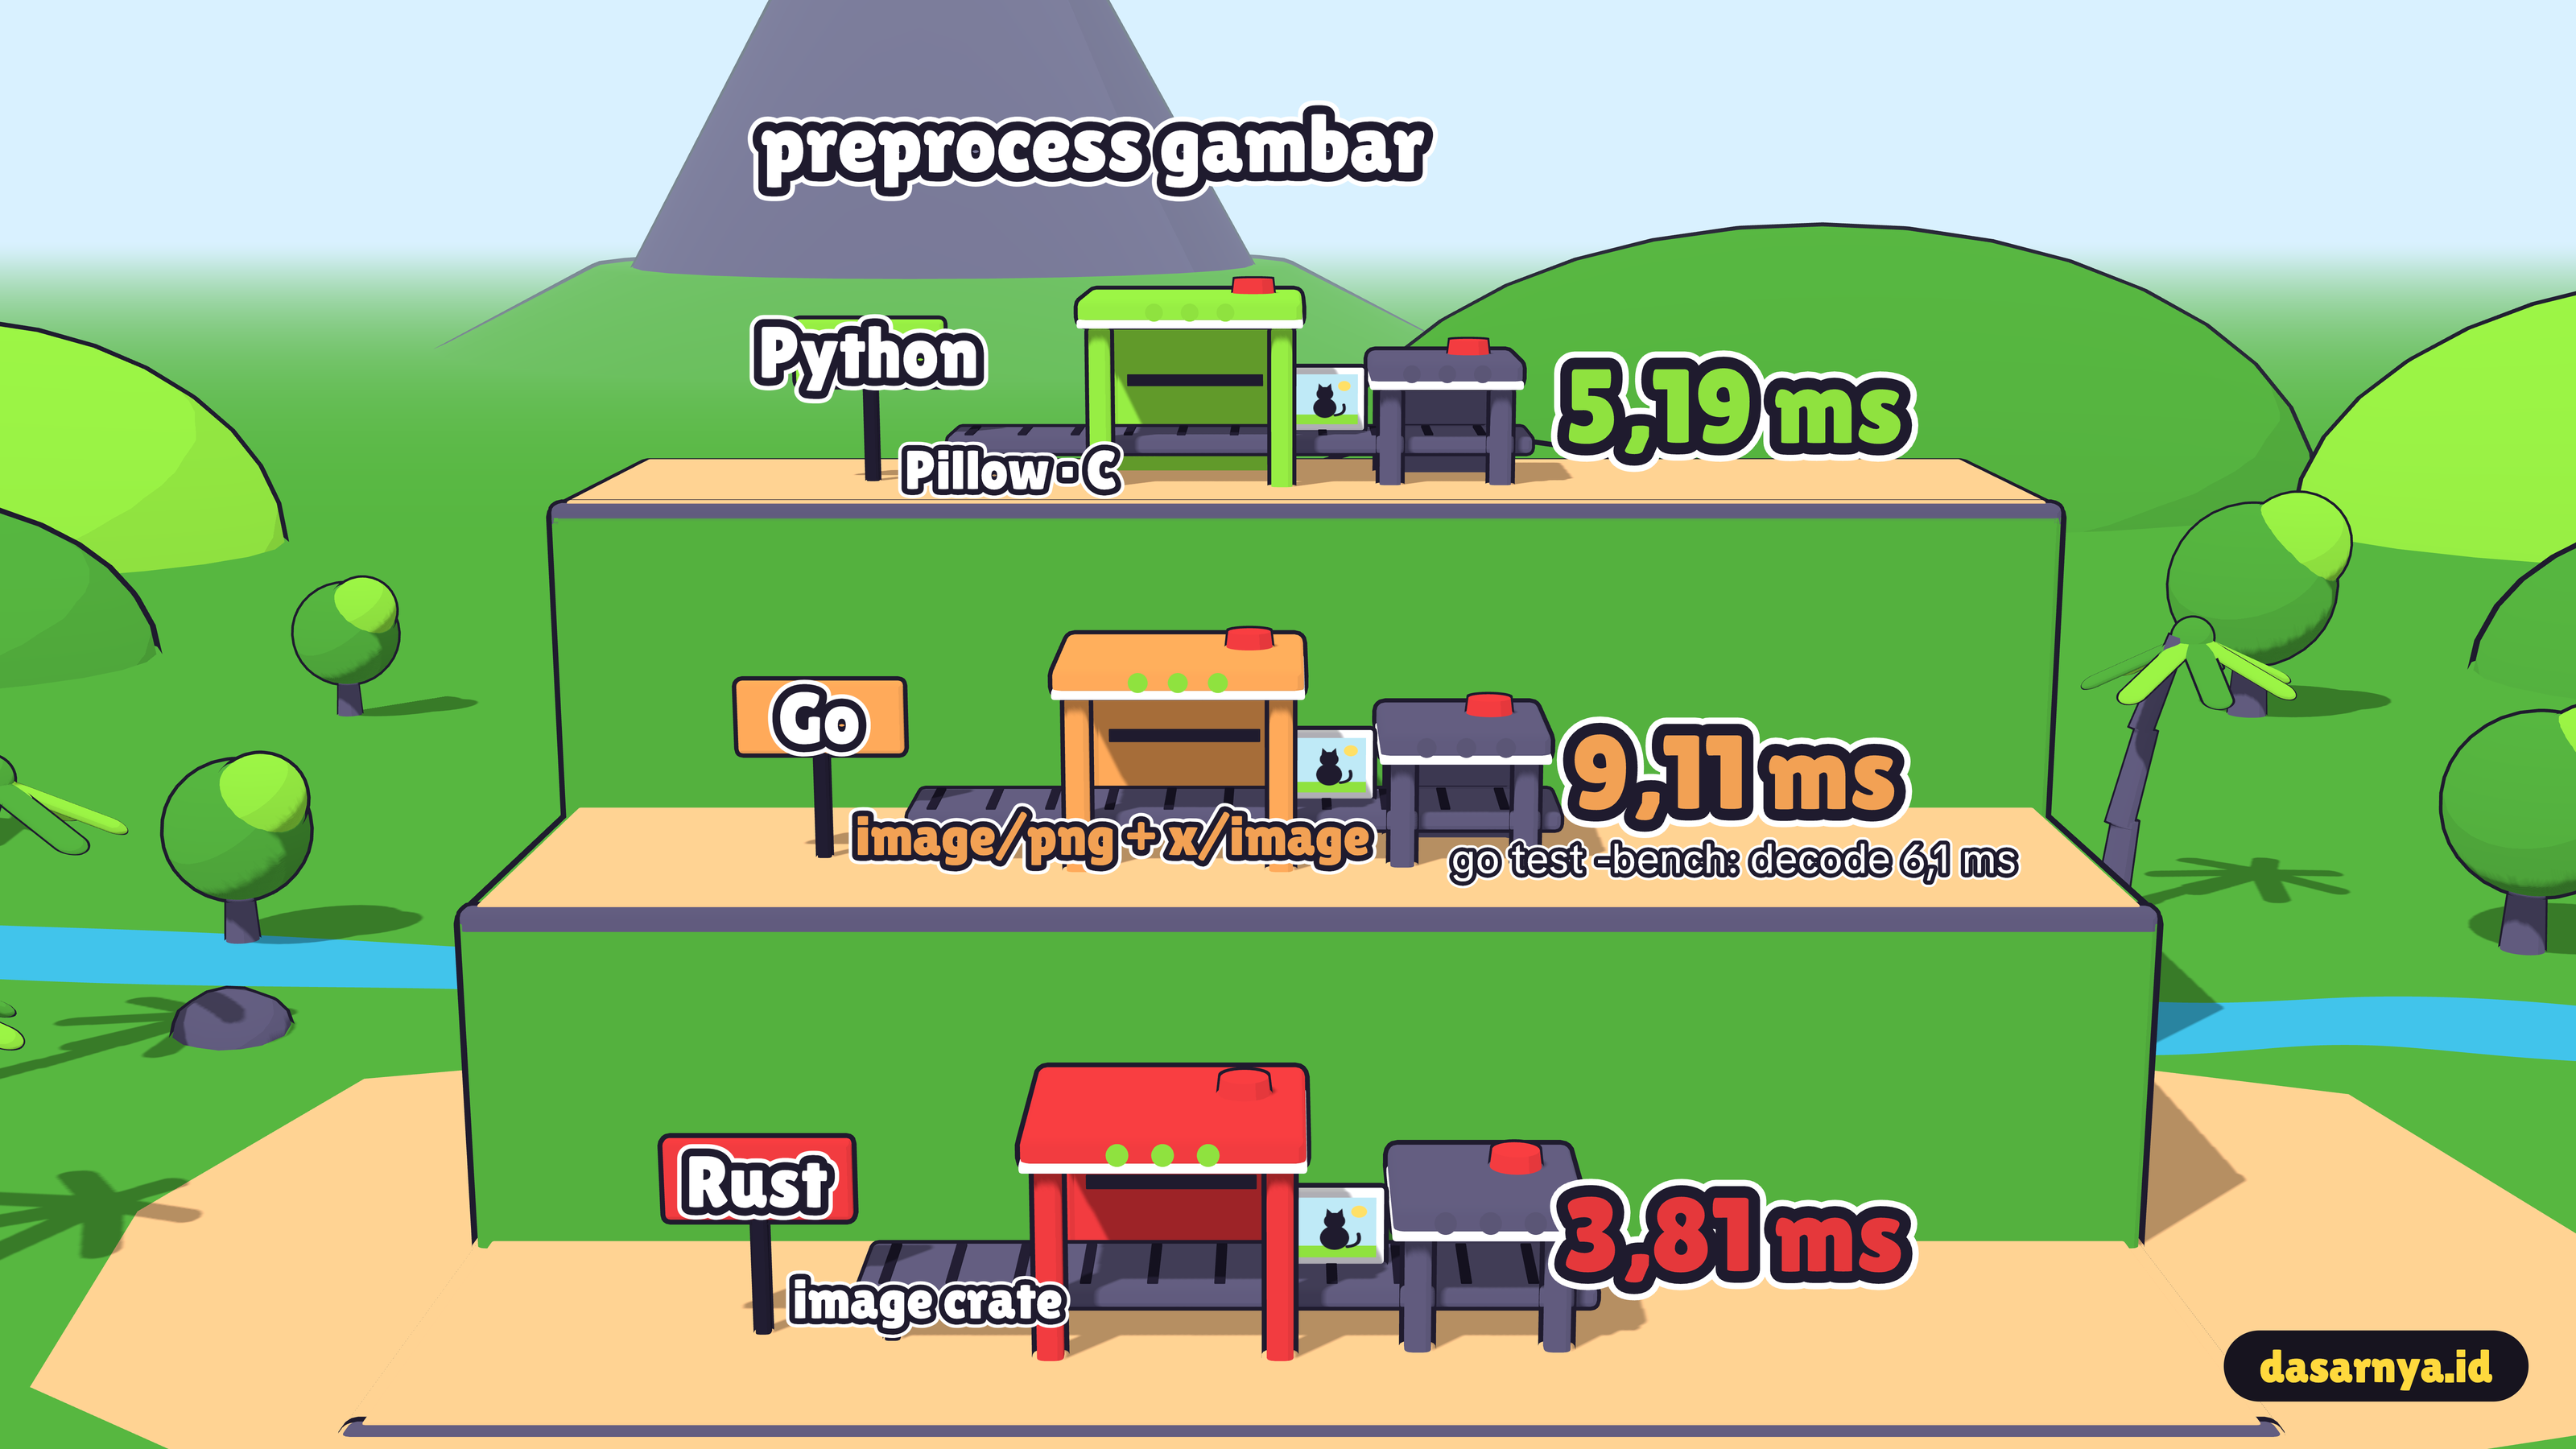 preprocess gambar
Python
Pillow · C
5,19 ms
Go
image/png + x/image
9,11 ms
go test -bench: decode 6,1 ms
Rust
image crate
3,81 ms
dasarnya.id